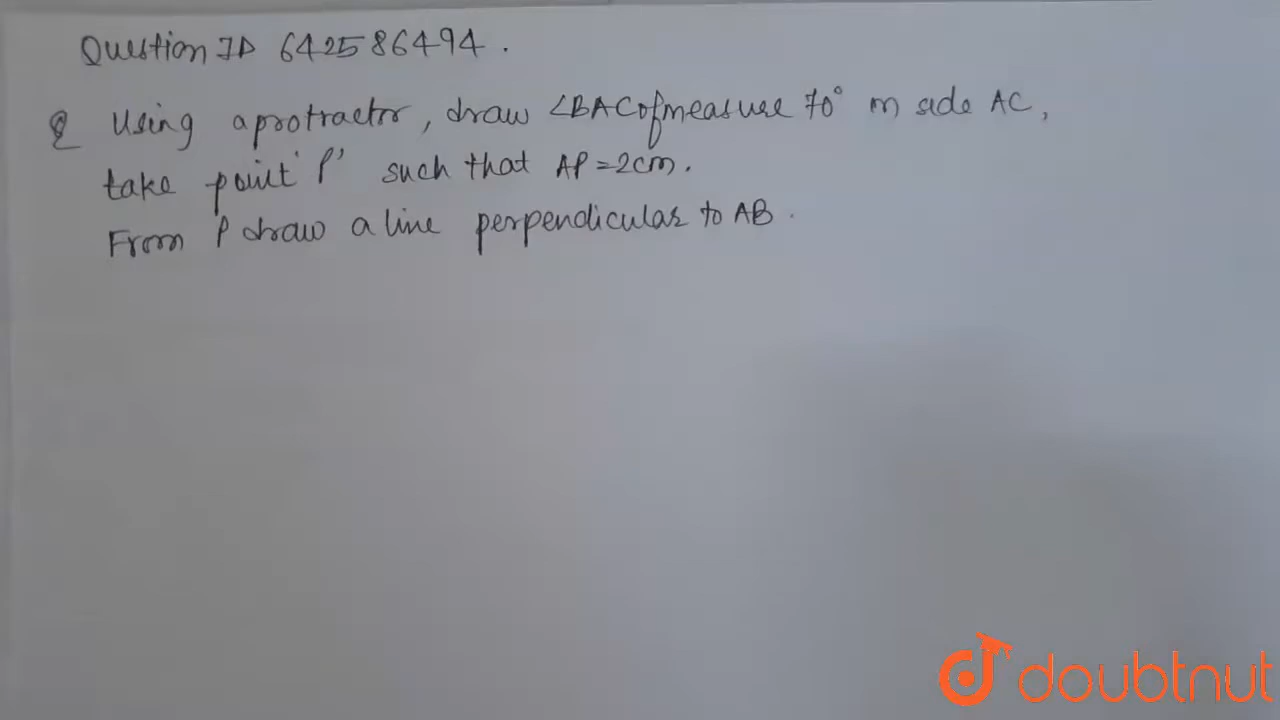 Question ID 642586494.
Q Using a protractor, draw ∠BAC of measure 70° on side AC,
take point 'P' such that AP = 2cm.
From P draw a line perpendicular to AB.
doubtnut